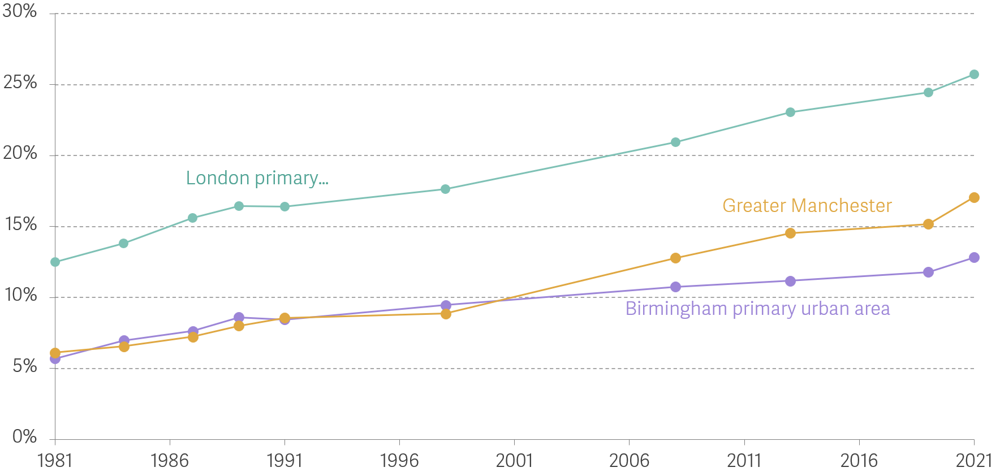 30%
25%
20%
London primary...
Greater Manchester
15%
10%
Birmingham primary urban area
5%
0%
1981 1986 1991 1996 2001 2006 2011 2016 2021